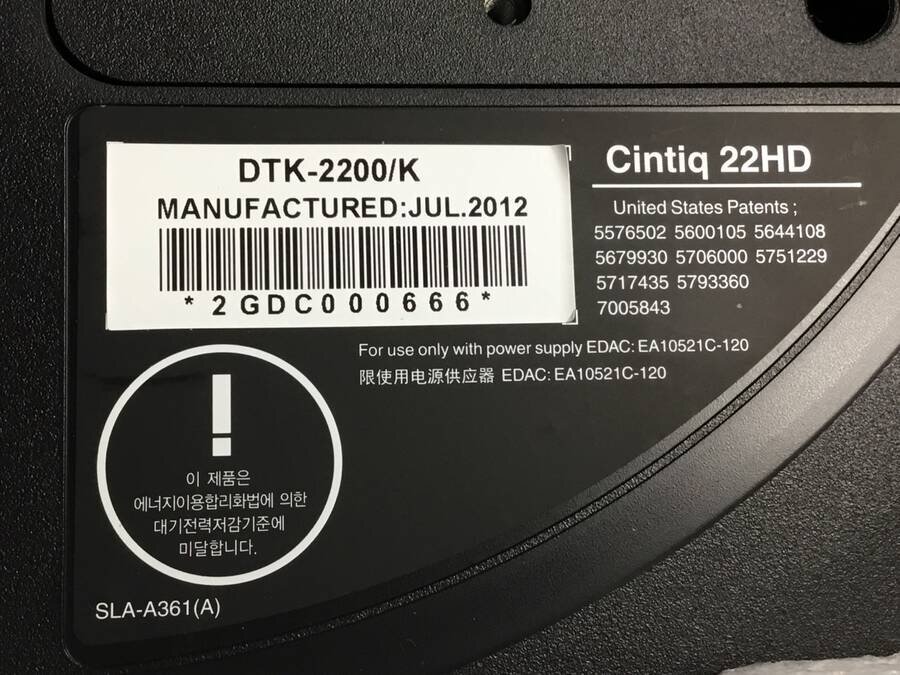 DTK-2200/K
MANUFACTURED:JUL.2012
*2GDC000666*
Cintiq 22HD
United States Patents ;
5576502 5600105 5644108
5679930 5706000 5751229
5717435 5793360
7005843
For use only with power supply EDAC: EA10521C-120
限使用电源供应器 EDAC: EA10521C-120
!
이 제품은
에너지이용합리화법에 의한
대기전력저감기준에
미달합니다.
SLA-A361(A)